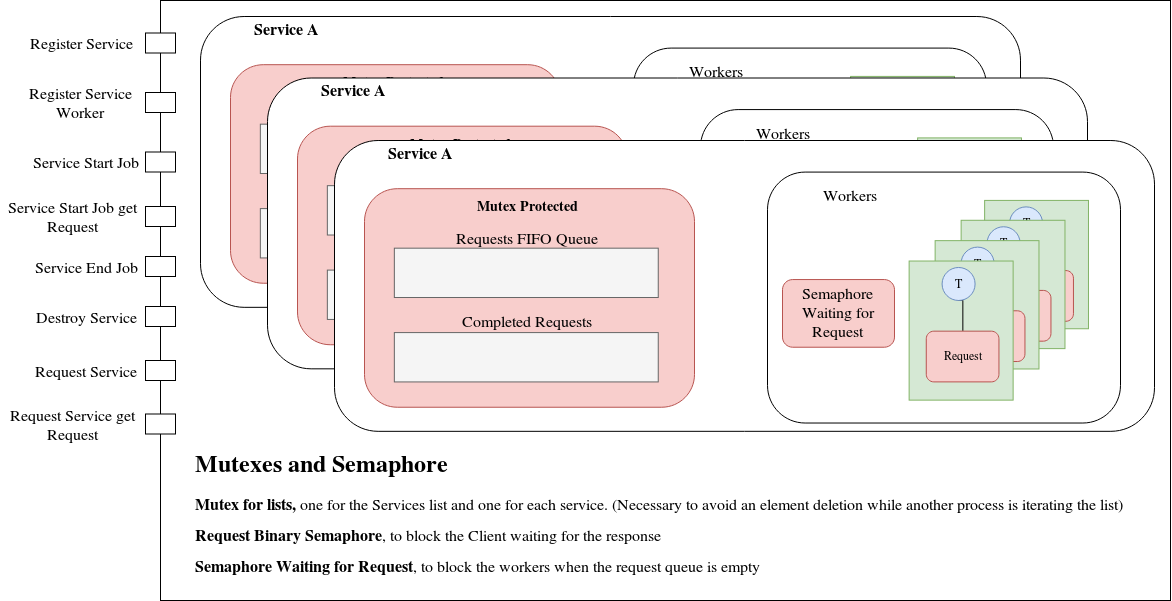 Register Service
Register Service
Worker
Service Start Job
Service Start Job get
Request
Service End Job
Destroy Service
Request Service
Request Service get
Request
Service A
Workers
Service A
Workers
Service A
Mutex Protected
Requests FIFO Queue
Completed Requests
Workers
Semaphore
Waiting for
Request
T
T
T
T
Request
Mutexes and Semaphore
Mutex for lists, one for the Services list and one for each service. (Necessary to avoid an element deletion while another process is iterating the list)
Request Binary Semaphore, to block the Client waiting for the response
Semaphore Waiting for Request, to block the workers when the request queue is empty